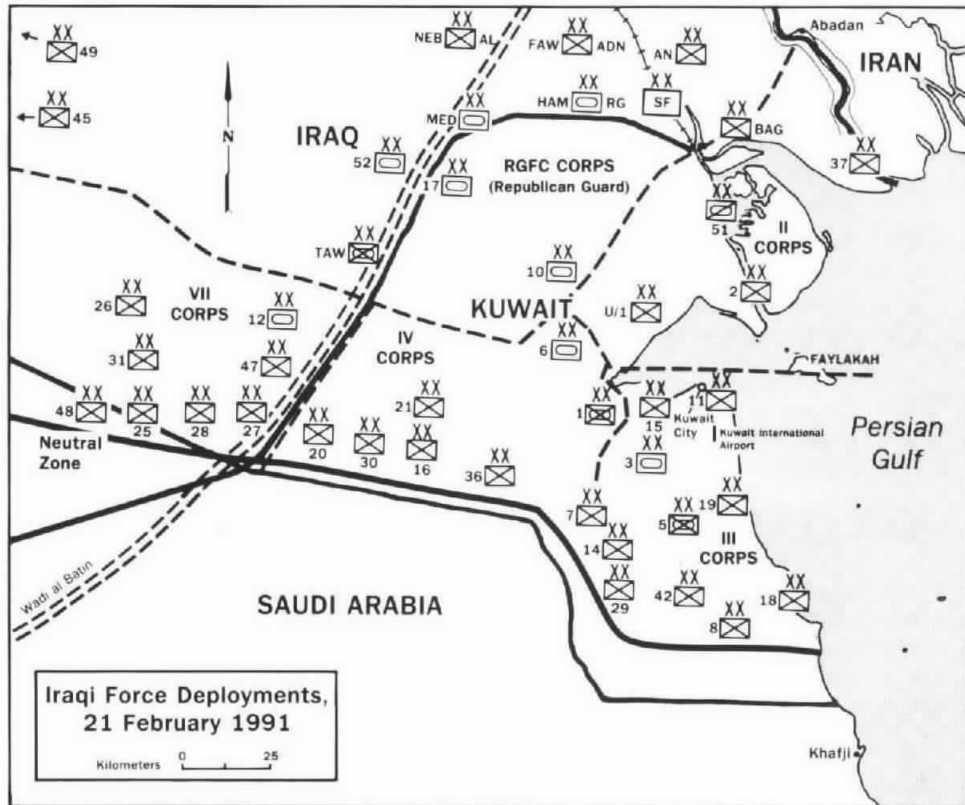 XX
49
XX
NEB AL
XX
FAW ADN
XX
AN
Abadan
IRAN
XX
45
N
IRAQ
XX
MED
XX
HAM RG
XX
SF
XX
BAG
XX
37
XX
52
XX
17
RGFC CORPS
(Republican Guard)
XX
51
II
CORPS
XX
TAW
XX
10
XX
2
XX
26
VII
CORPS
XX
12
KUWAIT
XX
U/1
IV
CORPS
XX
6
XX
31
XX
47
FAYLAKAH
XX
48
XX
25
XX
28
XX
27
XX
21
XX
1
XX
15
XX
11
Kuwait
City
Kuwait International
Airport
Persian
Gulf
Neutral
Zone
XX
20
XX
30
XX
16
XX
36
XX
3
XX
7
XX
5
XX
19
III
CORPS
XX
14
XX
29
XX
42
XX
18
XX
8
Wadi al Batin
SAUDI ARABIA
Iraqi Force Deployments,
21 February 1991
Kilometers 0 25
Khafji